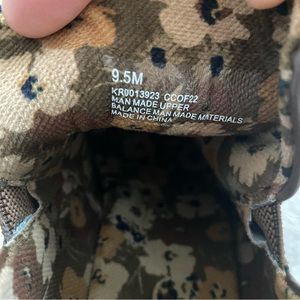 9.5M
KR0013923 CCOF22
MAN MADE UPPER
BALANCE MAN MADE MATERIALS
MADE IN CHINA